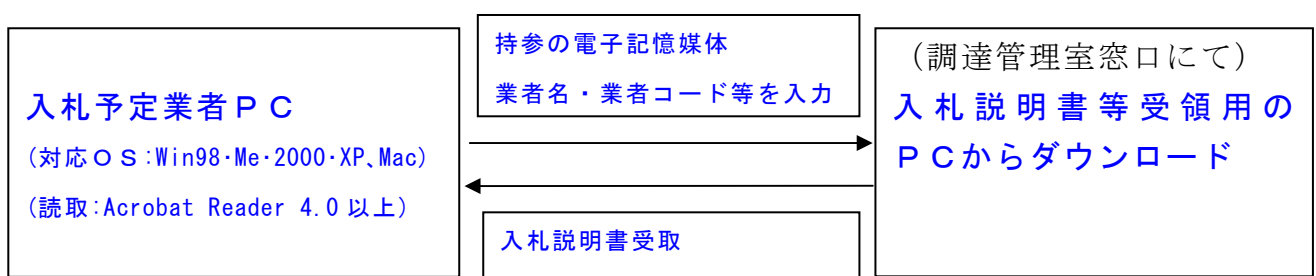 入札予定業者ＰＣ
(対応ＯＳ:Win98･Me･2000･XP､Mac)
(読取:Acrobat Reader 4.0以上)
持参の電子記憶媒体
業者名・業者コード等を入力
入札説明書受取
（調達管理室窓口にて）
入札説明書等受領用の
ＰＣからダウンロード